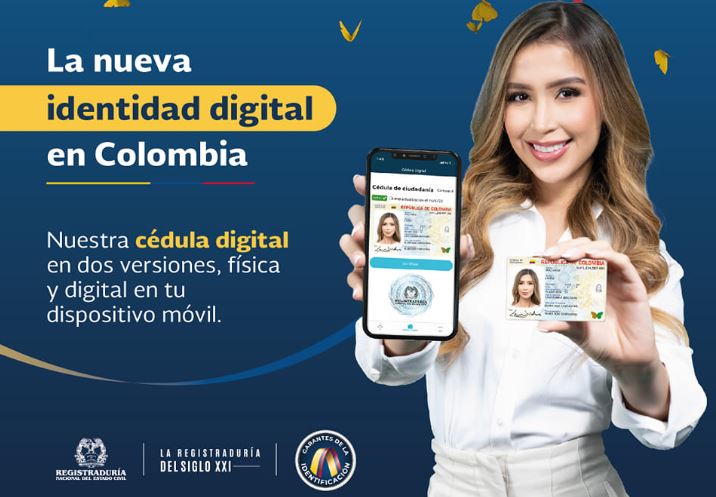 La nueva
identidad digital
en Colombia
Nuestra cédula digital
en dos versiones, física
y digital en tu
dispositivo móvil.
Cédula Digital
Cédula de ciudadanía
REPÚBLICA DE COLOMBIA
REPÚBLICA DE COLOMBIA
REGISTRADURÍA
NACIONAL DEL ESTADO CIVIL
LA REGISTRADURÍA
DEL SIGLO XXI
GARANTES DE LA
IDENTIFICACIÓN